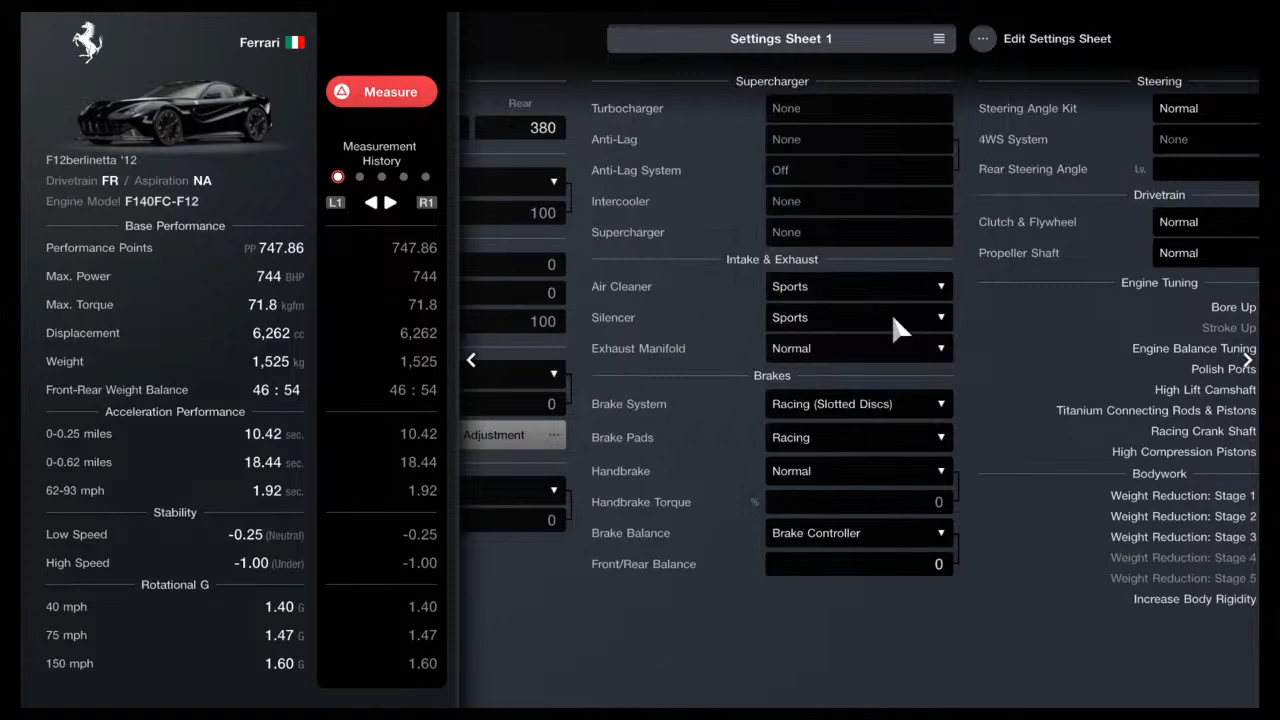 Ferrari
F12berlinetta '12
Drivetrain FR / Aspiration NA
Engine Model F140FC-F12
Base Performance
Performance Points PP 747.86
Max. Power 744 BHP
Max. Torque 71.8 kgfm
Displacement 6,262 cc
Weight 1,525 kg
Front-Rear Weight Balance 46 : 54
Acceleration Performance
0-0.25 miles 10.42 sec.
0-0.62 miles 18.44 sec.
62-93 mph 1.92 sec.
Stability
Low Speed -0.25 (Neutral)
High Speed -1.00 (Under)
Rotational G
40 mph 1.40 G
75 mph 1.47 G
150 mph 1.60 G
Measure
Measurement
History
L1 R1
747.86
744
71.8
6,262
1,525
46 : 54
10.42
18.44
1.92
-0.25
-1.00
1.40
1.47
1.60
Settings Sheet 1
Edit Settings Sheet
Rear
380
100
0
0
100
0
Adjustment
0
Supercharger
Turbocharger None
Anti-Lag None
Anti-Lag System Off
Intercooler None
Supercharger None
Intake & Exhaust
Air Cleaner Sports
Silencer Sports
Exhaust Manifold Normal
Brakes
Brake System Racing (Slotted Discs)
Brake Pads Racing
Handbrake Normal
Handbrake Torque % 0
Brake Balance Brake Controller
Front/Rear Balance 0
Steering
Steering Angle Kit Normal
4WS System None
Rear Steering Angle Lv.
Drivetrain
Clutch & Flywheel Normal
Propeller Shaft Normal
Engine Tuning
Bore Up
Stroke Up
Engine Balance Tuning
Polish Ports
High Lift Camshaft
Titanium Connecting Rods & Pistons
Racing Crank Shaft
High Compression Pistons
Bodywork
Weight Reduction: Stage 1
Weight Reduction: Stage 2
Weight Reduction: Stage 3
Weight Reduction: Stage 4
Weight Reduction: Stage 5
Increase Body Rigidity